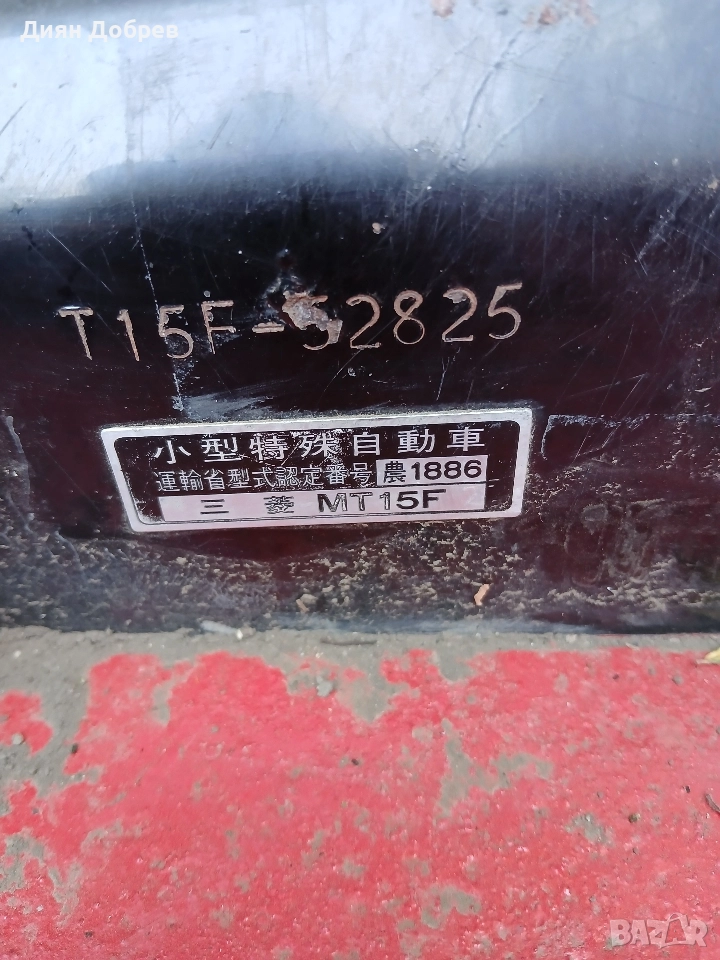 Диян Добрев
T15F-52825
小型特殊自動車
運輸省型式認定番号 農1886
三菱 MT15F
BAZAR